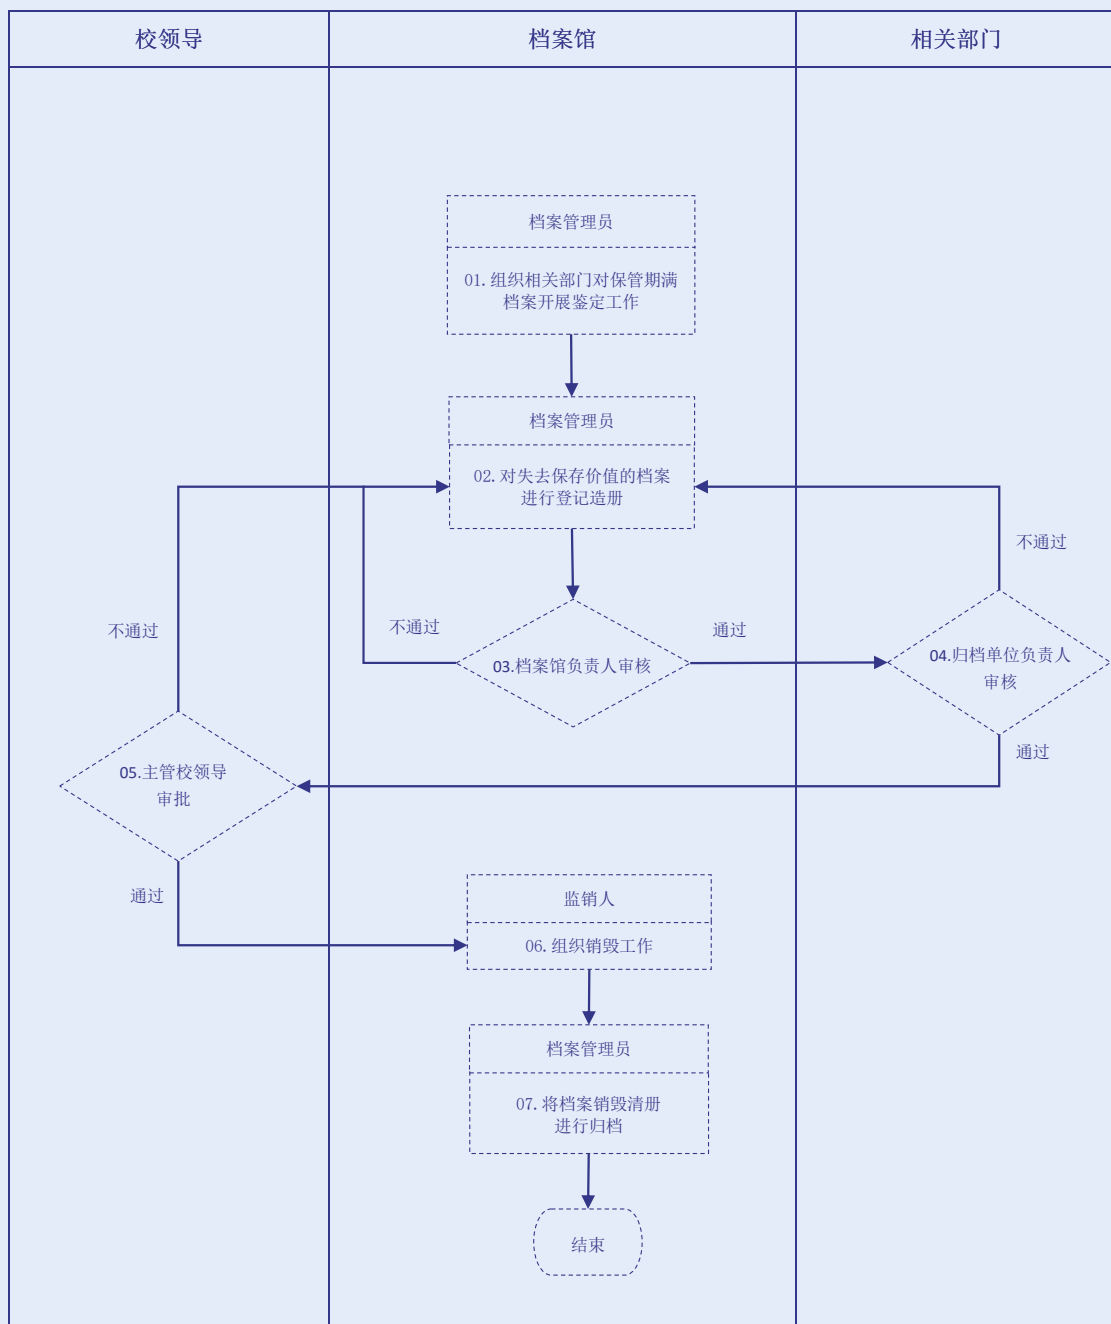 校领导
档案馆
相关部门
档案管理员
01. 组织相关部门对保管期满
档案开展鉴定工作
档案管理员
02. 对失去保存价值的档案
进行登记造册
不通过
不通过
不通过
通过
03.档案馆负责人审核
04.归档单位负责人
审核
通过
05.主管校领导
审批
通过
监销人
06. 组织销毁工作
档案管理员
07. 将档案销毁清册
进行归档
结束